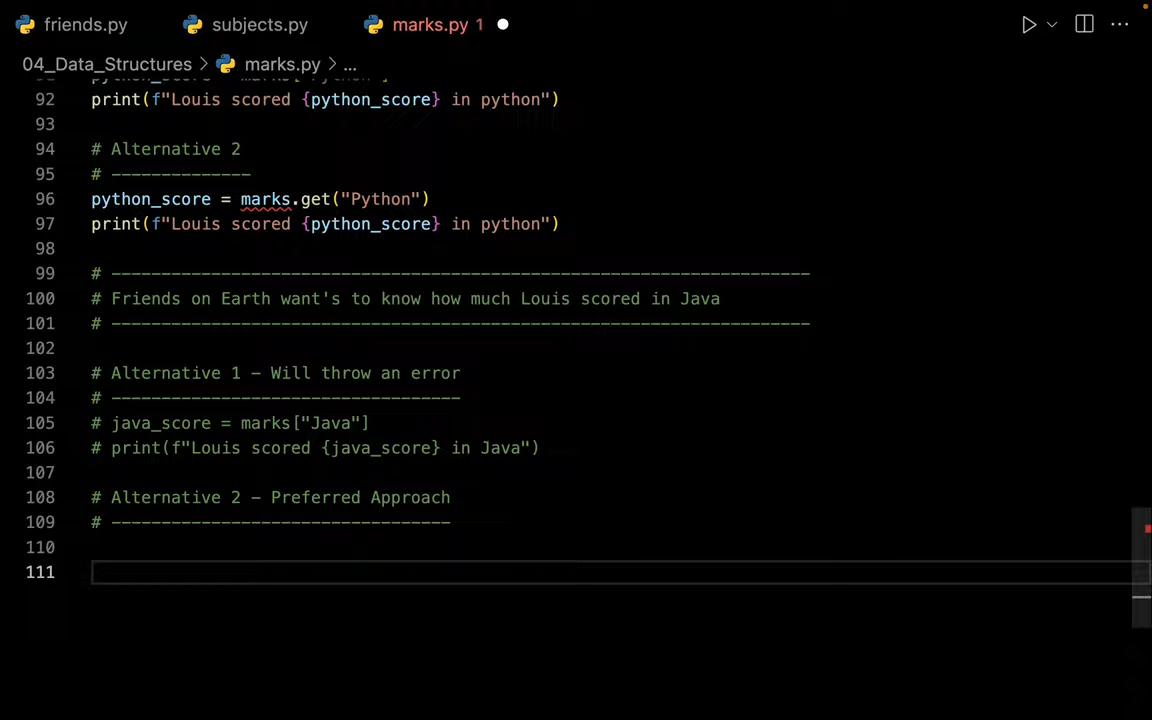 friends.py subjects.py marks.py 1
04_Data_Structures > marks.py > ...
92 print(f"Louis scored {python_score} in python")
93
94 # Alternative 2
95 # --------------
96 python_score = marks.get("Python")
97 print(f"Louis scored {python_score} in python")
98
99 # ----------------------------------------------------------------------
100 # Friends on Earth want's to know how much Louis scored in Java
101 # ----------------------------------------------------------------------
102
103 # Alternative 1 - Will throw an error
104 # -----------------------------------
105 # java_score = marks["Java"]
106 # print(f"Louis scored {java_score} in Java")
107
108 # Alternative 2 - Preferred Approach
109 # ----------------------------------
110
111